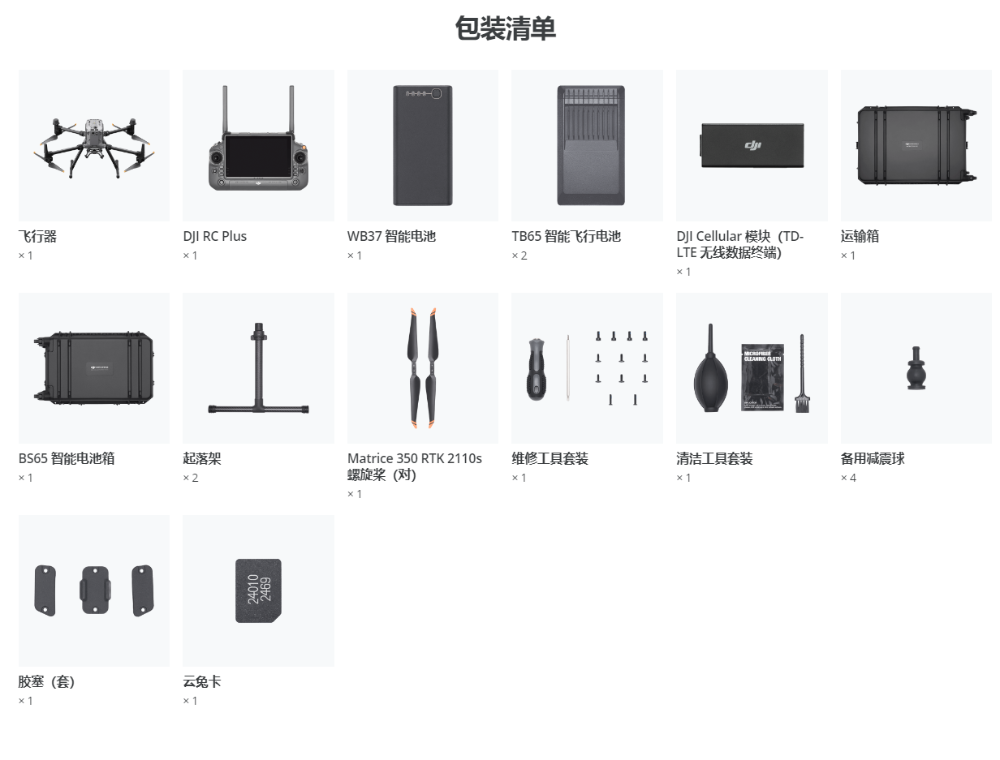 包装清单
dji
飞行器
× 1
DJI RC Plus
× 1
WB37 智能电池
× 1
TB65 智能飞行电池
× 2
DJI Cellular 模块（TD-
LTE 无线数据终端）
× 1
运输箱
× 1
MICROFIBER
CLEANING CLOTH
BS65 智能电池箱
× 1
起落架
× 2
Matrice 350 RTK 2110s
螺旋桨（对）
× 1
维修工具套装
× 1
清洁工具套装
× 1
备用减震球
× 4
24010
2469
胶塞（套）
× 1
云兔卡
× 1